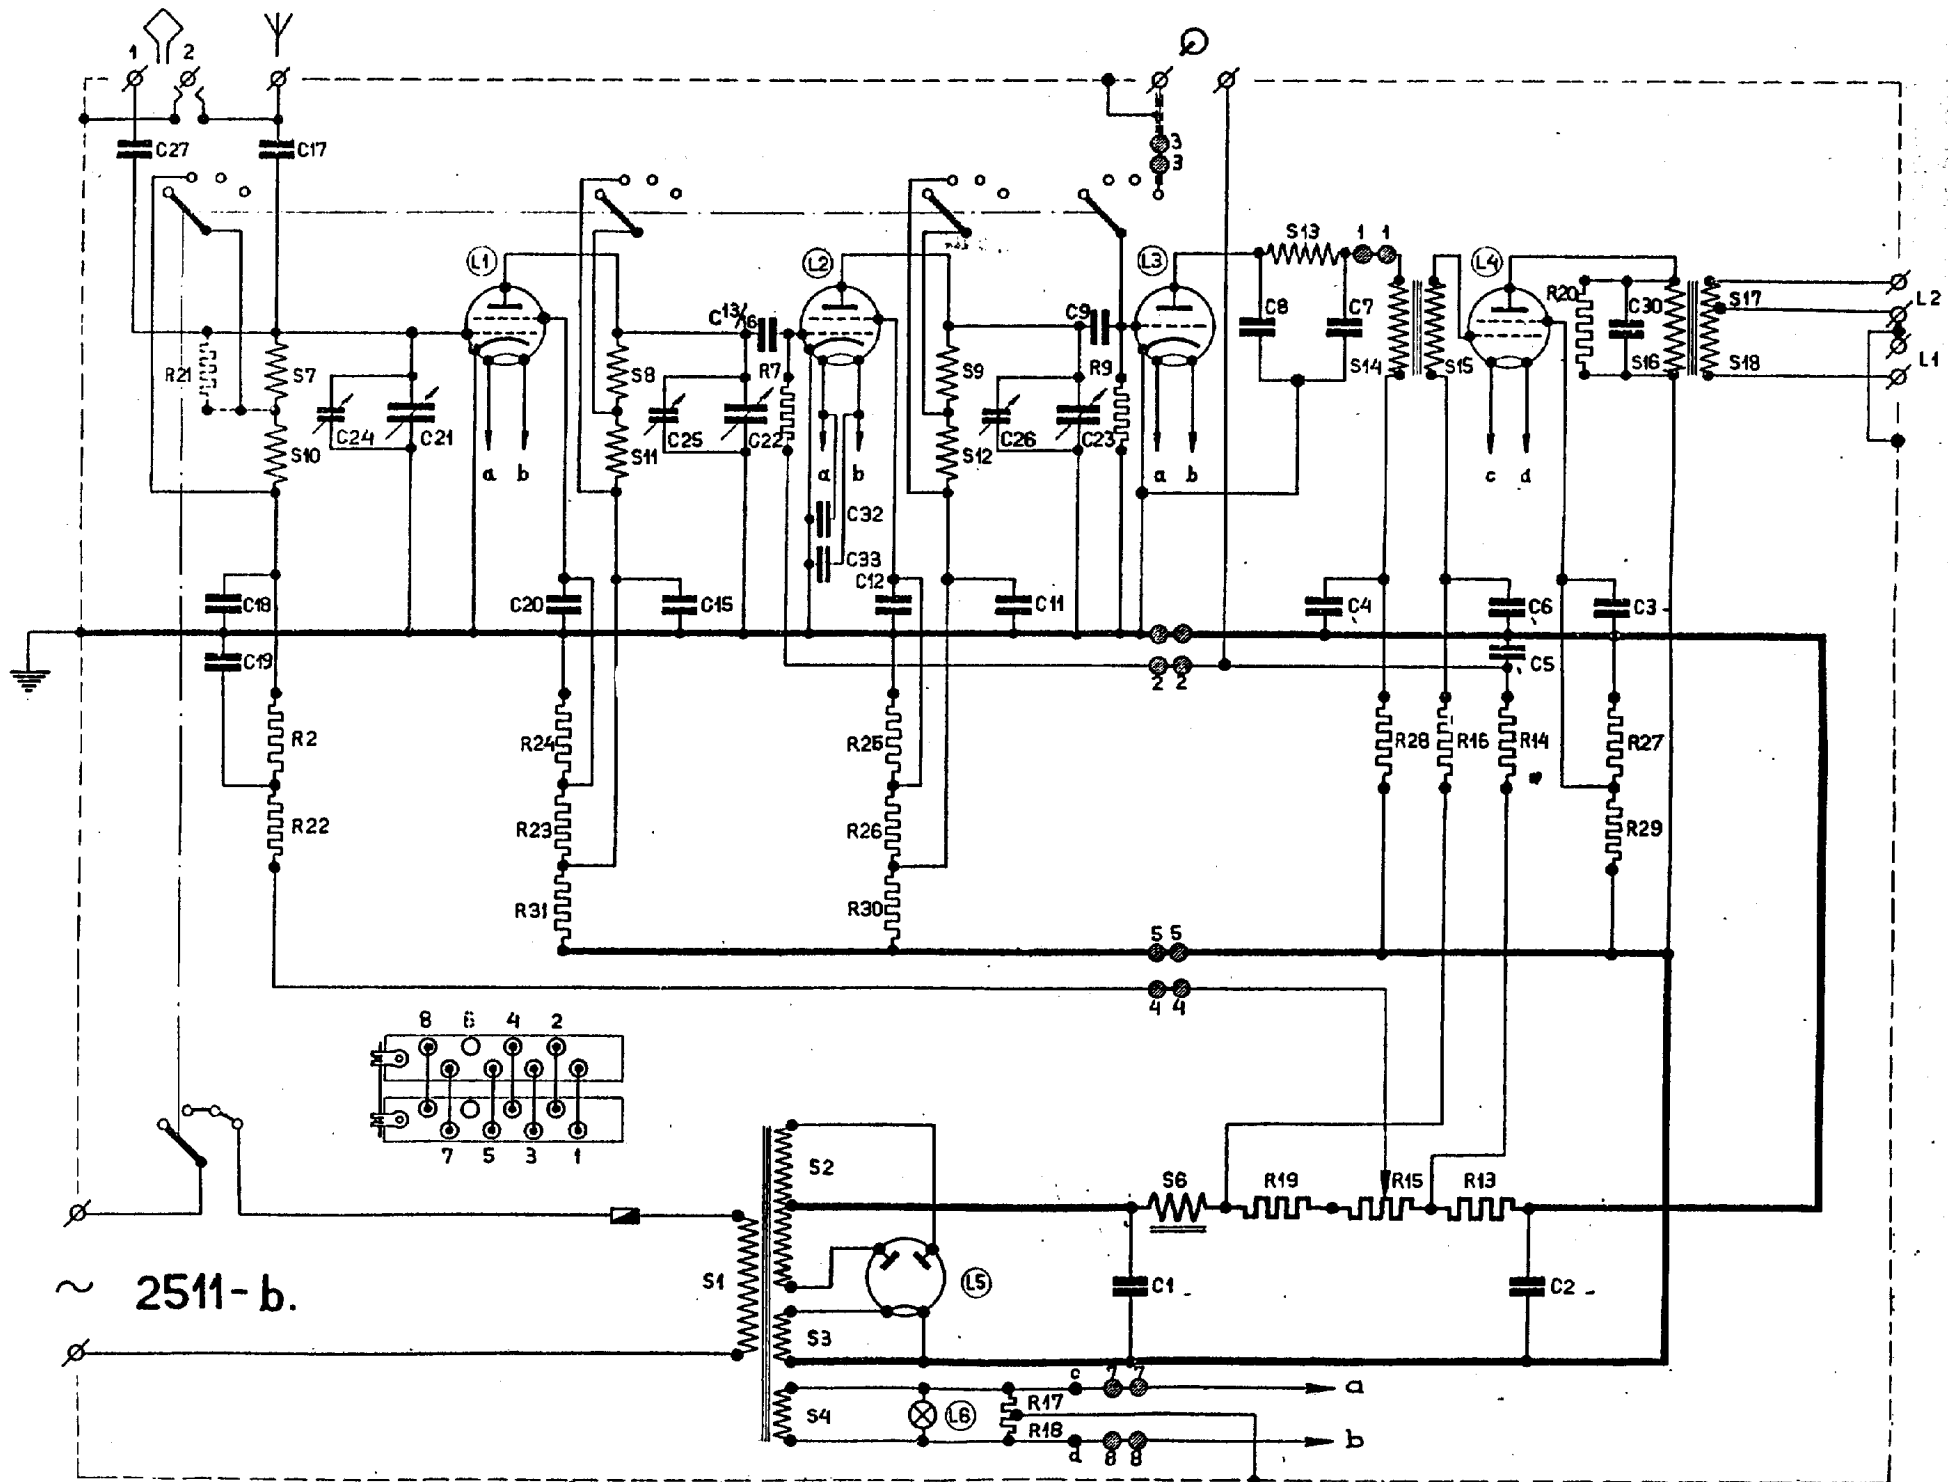 1 2
C27 C17
3
3
L1 L2 L3 S13 1 1 L4
C13/6 C9 C8 C7 R20 C30 S17 L2
R21 S7 S8 R7 S9 R9 S14 S15 S16 S18 L1
C24 C21 C25 C22 C26 C23
S10 S11 S12
a b a b a b c d
C32
C33
C18 C20 C15 C12 C11 C4 C6 C3
C19 C5
2 2
R2 R24 R25 R28 R16 R14 R27
R22 R23 R26 R29
R31 R30
5 5
4 4
8 6 4 2
7 5 3 1
S2 S6 R19 R15 R13
~ 2511-b. S1 L5 C1 C2
S3
c 7 7 a
S4 L6 R17
R18
d 8 8 b